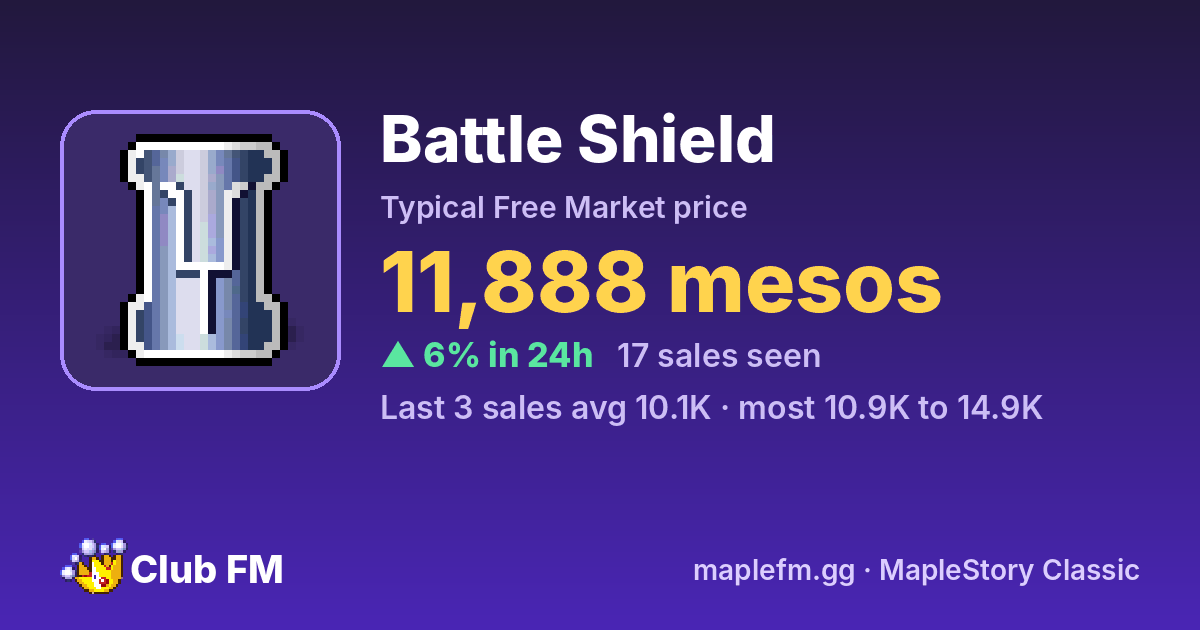 Battle Shield
Typical Free Market price
11,888 mesos
▲ 6% in 24h 17 sales seen
Last 3 sales avg 10.1K · most 10.9K to 14.9K
Club FM
maplefm.gg · MapleStory Classic